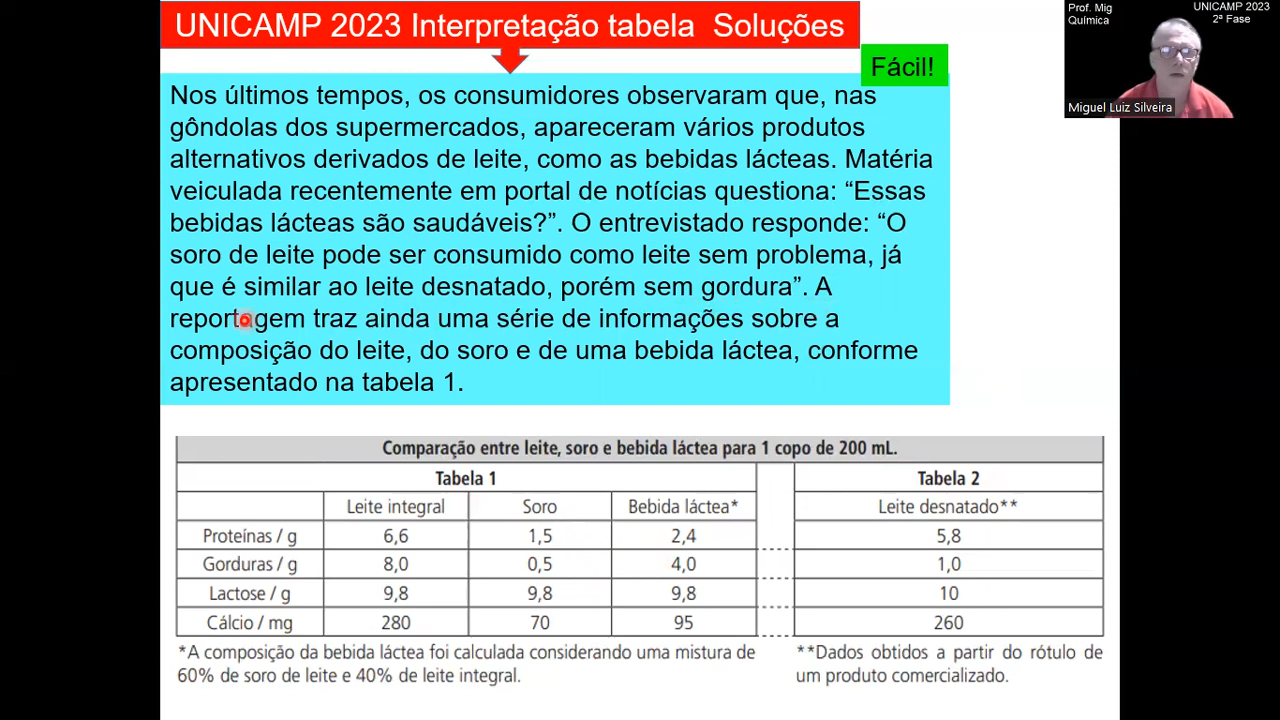 UNICAMP 2023 Interpretação tabela Soluções
Prof. Mig
Química
UNICAMP 2023
2ª Fase
Miguel Luiz Silveira
Fácil!
Nos últimos tempos, os consumidores observaram que, nas
gôndolas dos supermercados, apareceram vários produtos
alternativos derivados de leite, como as bebidas lácteas. Matéria
veiculada recentemente em portal de notícias questiona: “Essas
bebidas lácteas são saudáveis?”. O entrevistado responde: “O
soro de leite pode ser consumido como leite sem problema, já
que é similar ao leite desnatado, porém sem gordura”. A
reportagem traz ainda uma série de informações sobre a
composição do leite, do soro e de uma bebida láctea, conforme
apresentado na tabela 1.
Comparação entre leite, soro e bebida láctea para 1 copo de 200 mL.
Tabela 1 Tabela 2
Leite integral Soro Bebida láctea* Leite desnatado**
Proteínas / g 6,6 1,5 2,4 5,8
Gorduras / g 8,0 0,5 4,0 1,0
Lactose / g 9,8 9,8 9,8 10
Cálcio / mg 280 70 95 260
*A composição da bebida láctea foi calculada considerando uma mistura de
60% de soro de leite e 40% de leite integral.
**Dados obtidos a partir do rótulo de
um produto comercializado.